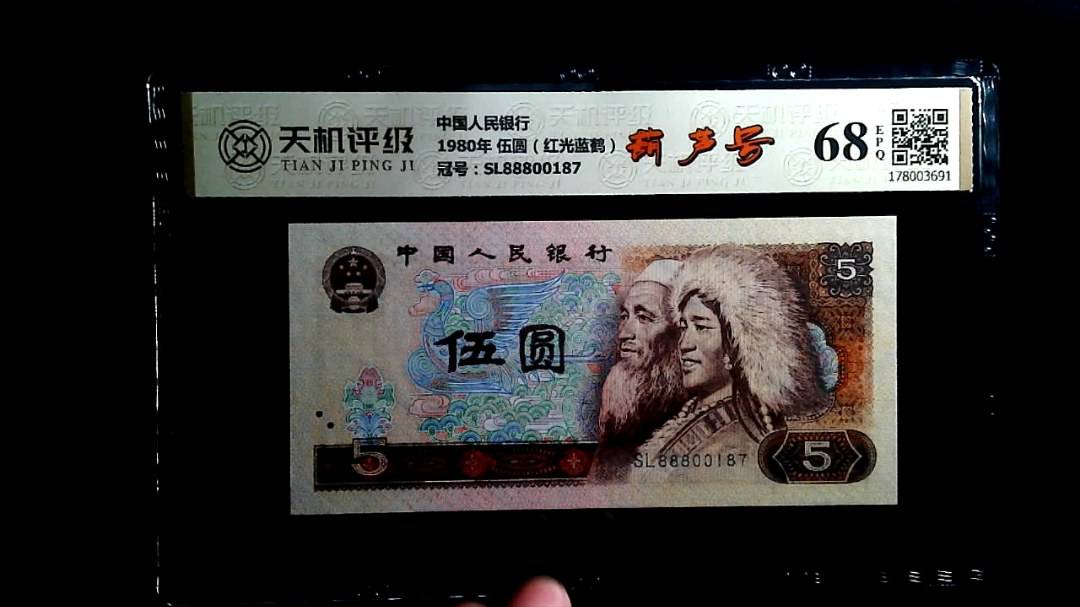 天机评级
TIAN JI PING JI
中国人民银行
1980年 伍圆（红光蓝鹤）
冠号：SL88800187
葫芦号
68
EPQ
178003691
中国人民银行
5
伍圆
5
SL88800187
5